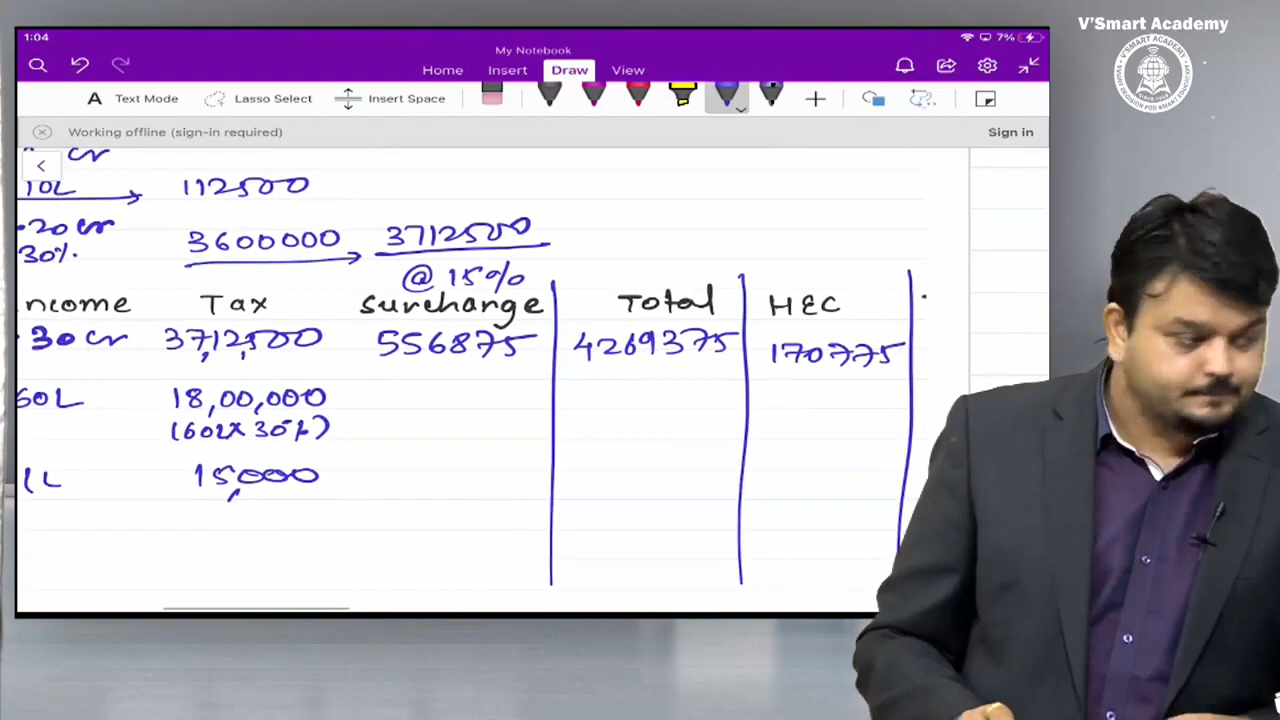 V'Smart Academy
1:04
7%
My Notebook
Home Insert Draw View
Text Mode Lasso Select Insert Space
Working offline (sign-in required) Sign in
cr
10L 112500
20 cr 3600000 3712500
30%. @ 15%
ncome Tax Surcharge Total HEC
30 cr 37,12,500 556875 4269375 170775
60L 18,00,000
(60L x 30%)
1L 15,000